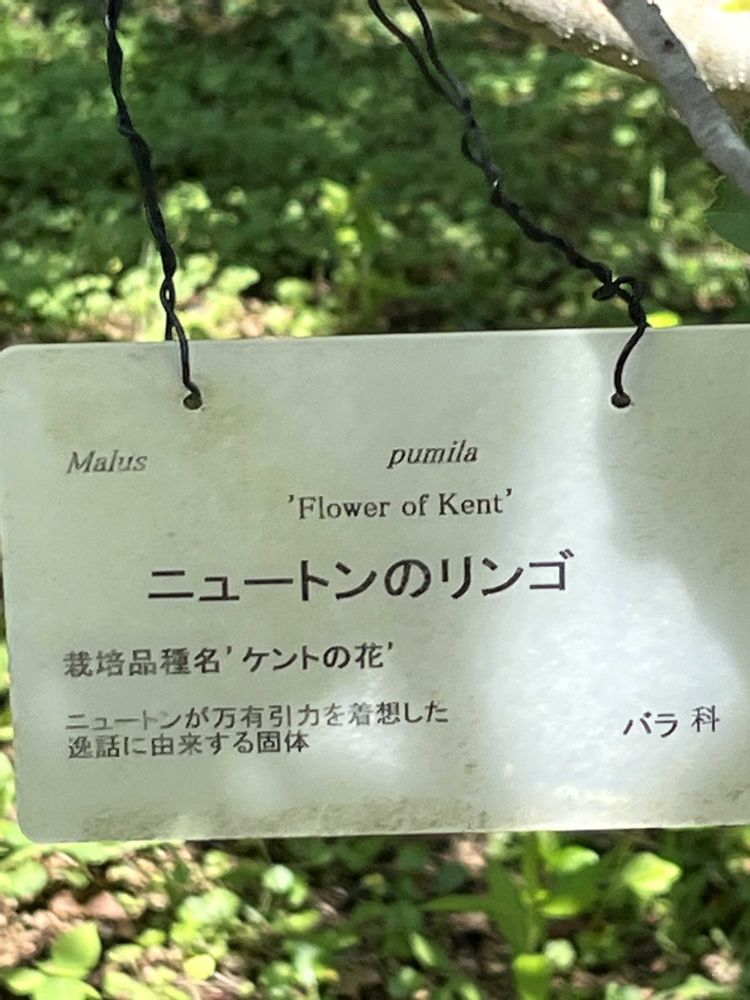 Malus pumila
'Flower of Kent'
ニュートンのリンゴ
栽培品種名'ケントの花'
ニュートンが万有引力を着想した
逸話に由来する固体
バラ科